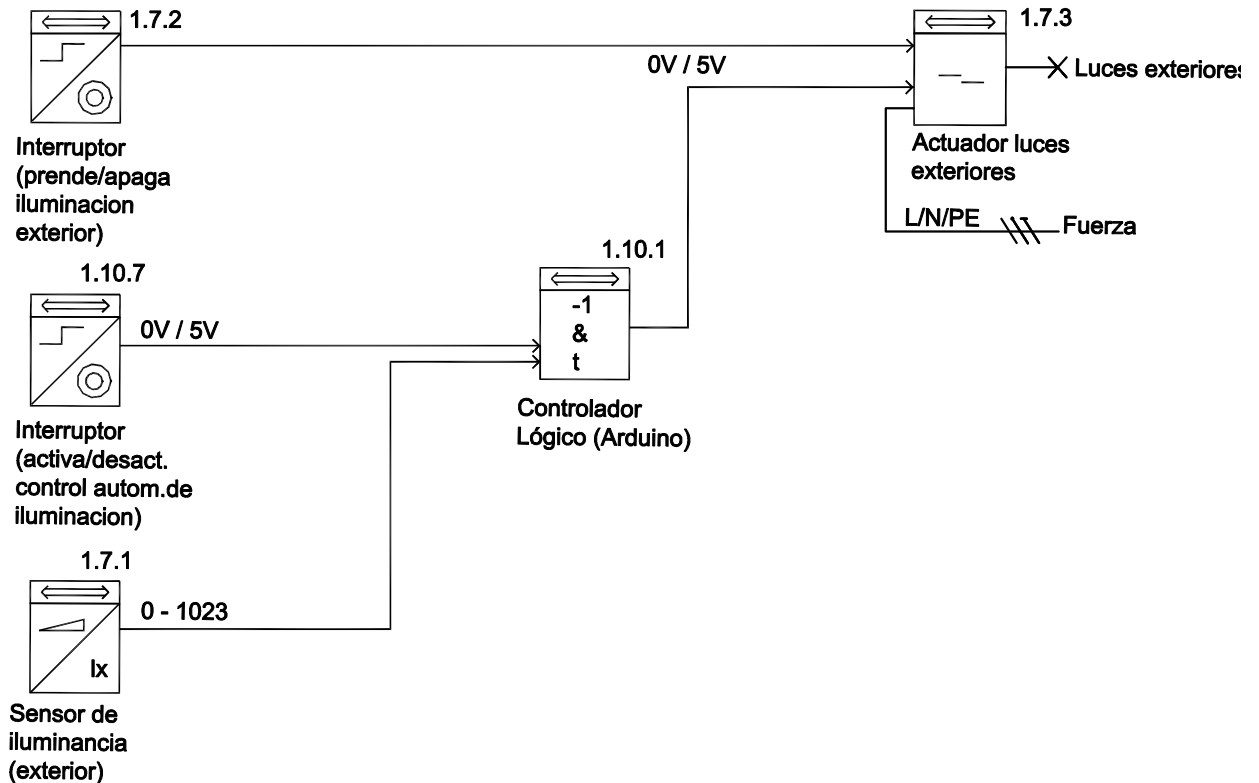 1.7.2
1.7.3
0V / 5V
Luces exteriores
Interruptor
(prende/apaga
iluminacion
exterior)
Actuador luces
exteriores
L/N/PE
Fuerza
1.10.7
1.10.1
0V / 5V
-1
&
t
Interruptor
(activa/desact.
control autom.de
iluminacion)
Controlador
Lógico (Arduino)
1.7.1
0 - 1023
lx
Sensor de
iluminancia
(exterior)